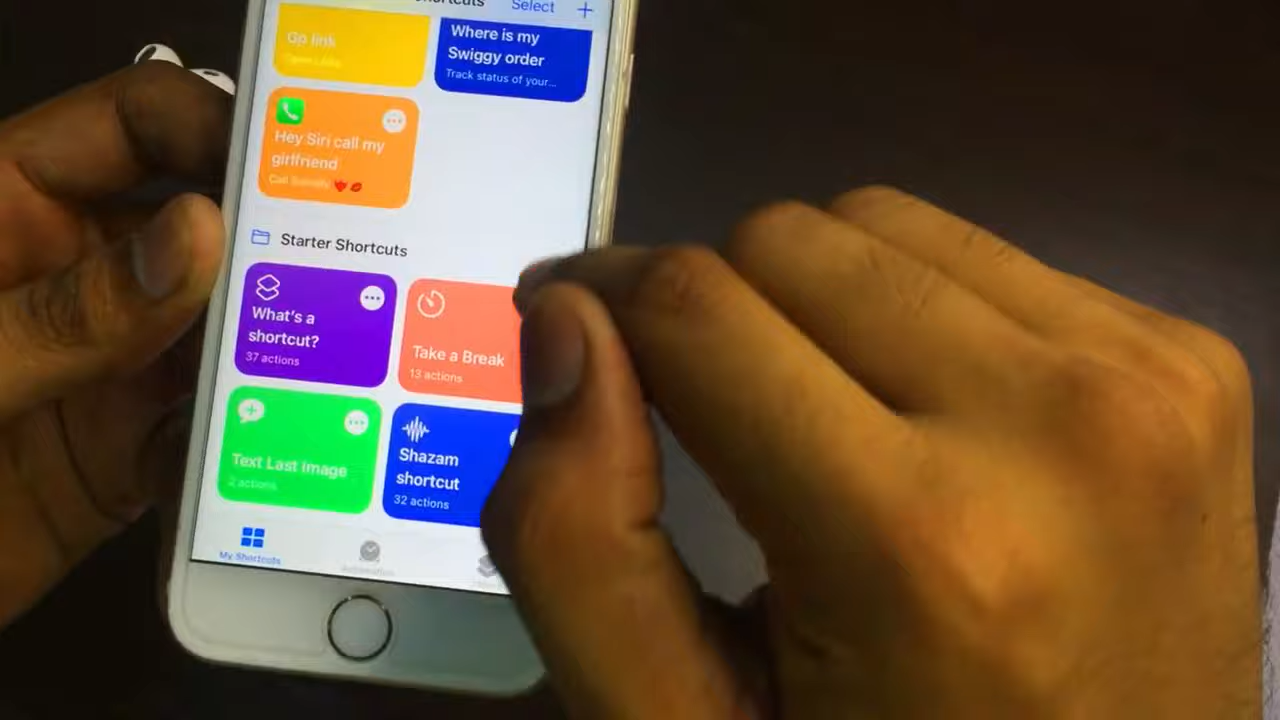 Select +
Go link
Where is my
Swiggy order
Track status of your...
Hey Siri call my
girlfriend
Starter Shortcuts
What's a
shortcut?
37 actions
Take a Break
13 actions
Text Last Image
2 actions
Shazam
shortcut
32 actions
My Shortcuts
Automation